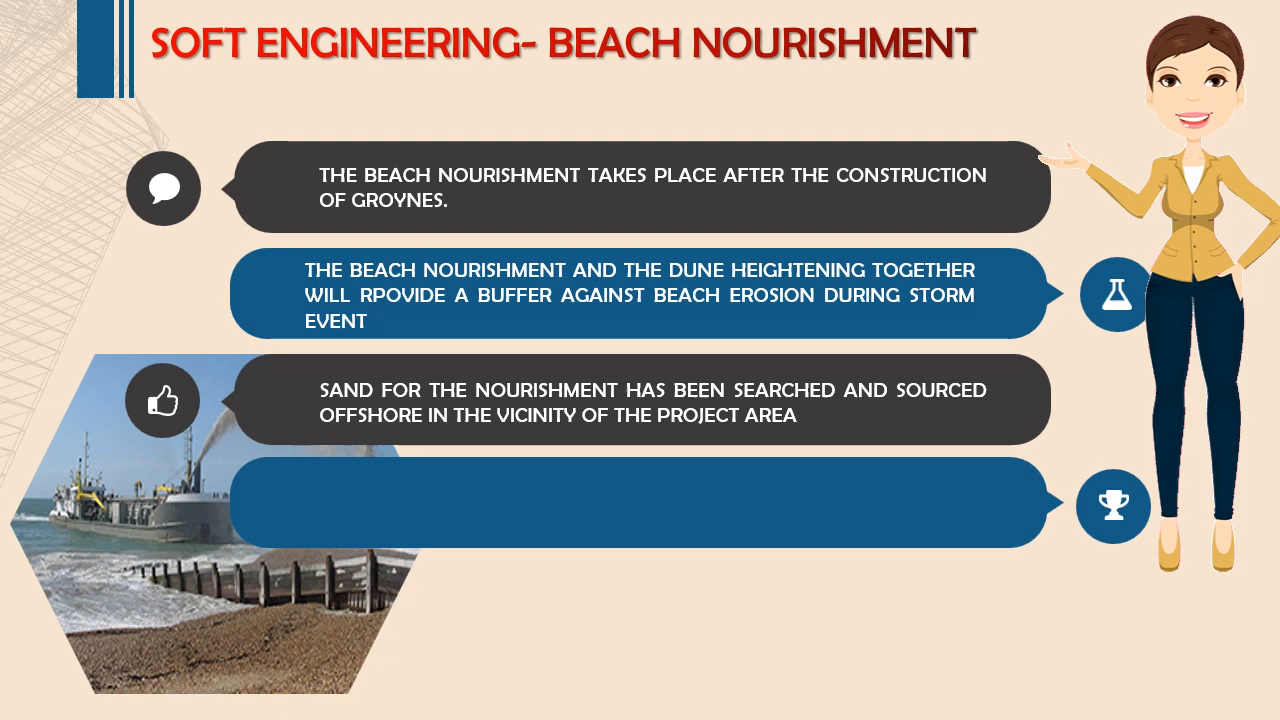 SOFT ENGINEERING- BEACH NOURISHMENT
THE BEACH NOURISHMENT TAKES PLACE AFTER THE CONSTRUCTION
OF GROYNES.
THE BEACH NOURISHMENT AND THE DUNE HEIGHTENING TOGETHER
WILL RPOVIDE A BUFFER AGAINST BEACH EROSION DURING STORM
EVENT
SAND FOR THE NOURISHMENT HAS BEEN SEARCHED AND SOURCED
OFFSHORE IN THE VICINITY OF THE PROJECT AREA